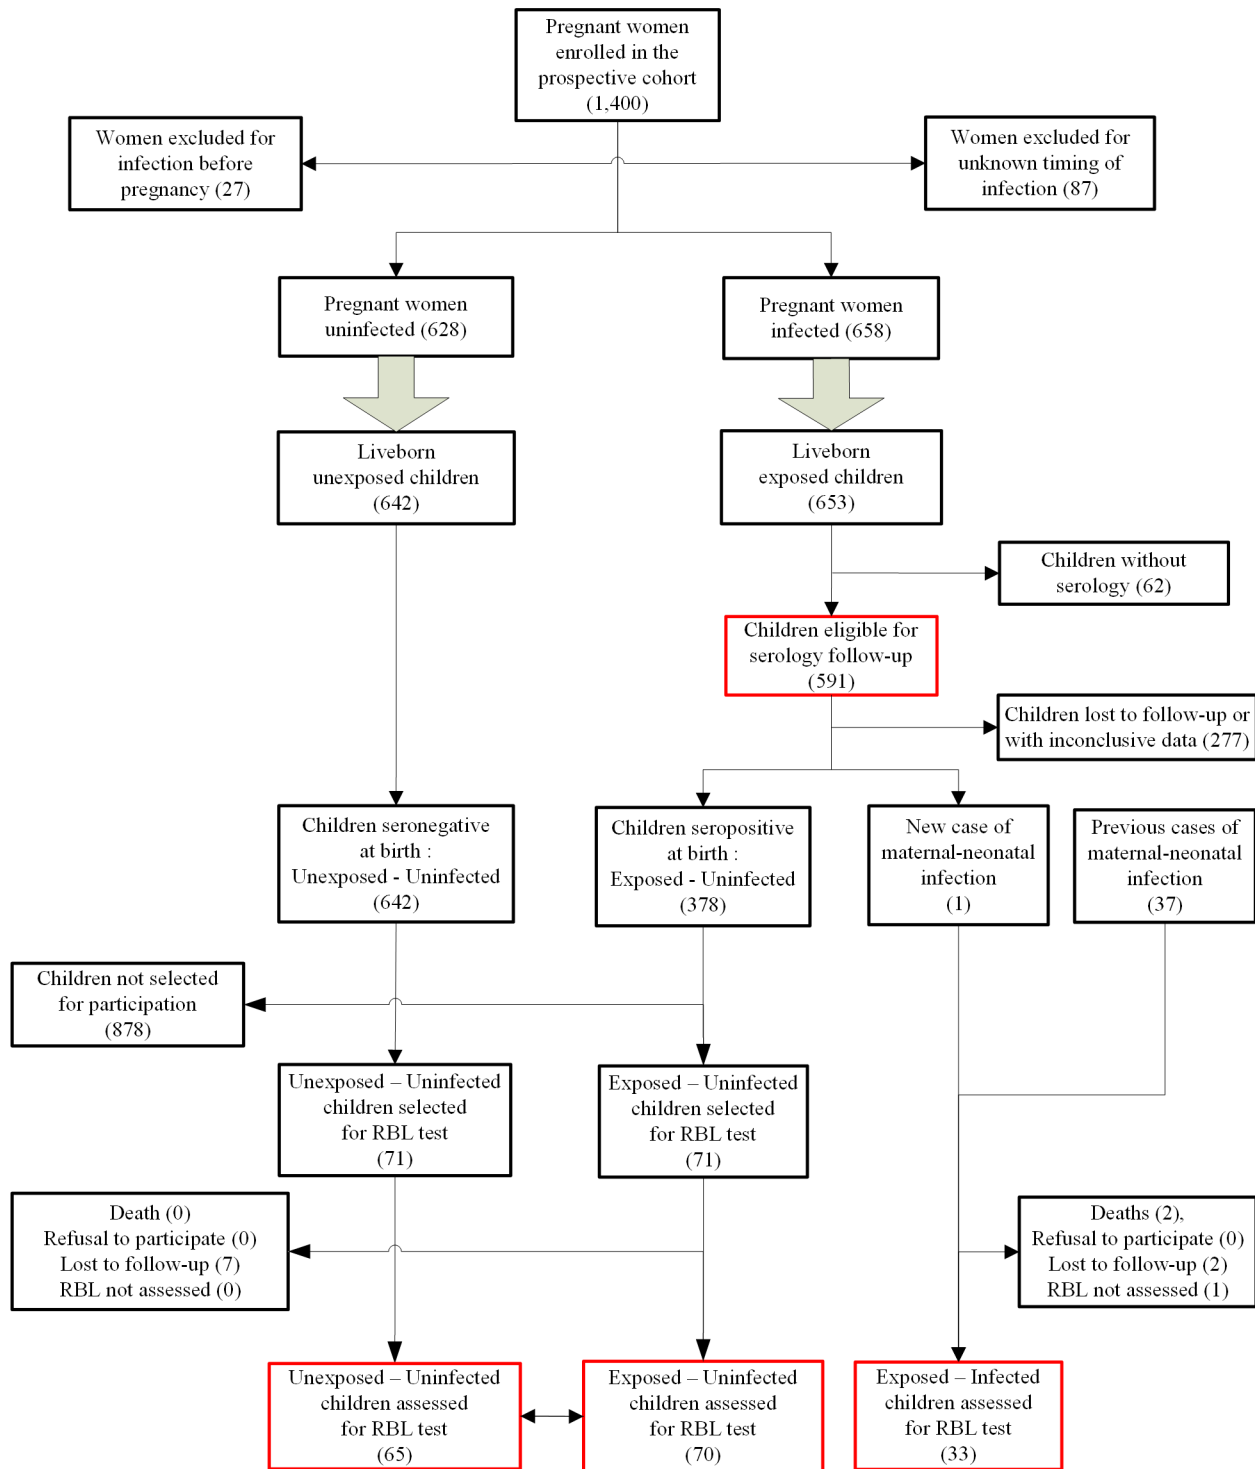 Pregnant women
enrolled in the
prospective cohort
(1,400)
Women excluded for
infection before
pregnancy (27)
Women excluded for
unknown timing of
infection (87)
Pregnant women
uninfected (628)
Pregnant women
infected (658)
Liveborn
unexposed children
(642)
Liveborn
exposed children
(653)
Children without
serology (62)
Children eligible for
serology follow-up
(591)
Children lost to follow-up or
with inconclusive data (277)
Children seronegative
at birth :
Unexposed - Uninfected
(642)
Children seropositive
at birth :
Exposed - Uninfected
(378)
New case of
maternal-neonatal
infection
(1)
Previous cases of
maternal-neonatal
infection
(37)
Children not selected
for participation
(878)
Unexposed – Uninfected
children selected
for RBL test
(71)
Exposed – Uninfected
children selected
for RBL test
(71)
Death (0)
Refusal to participate (0)
Lost to follow-up (7)
RBL not assessed (0)
Deaths (2),
Refusal to participate (0)
Lost to follow-up (2)
RBL not assessed (1)
Unexposed – Uninfected
children assessed
for RBL test
(65)
Exposed – Uninfected
children assessed
for RBL test
(70)
Exposed – Infected
children assessed
for RBL test
(33)